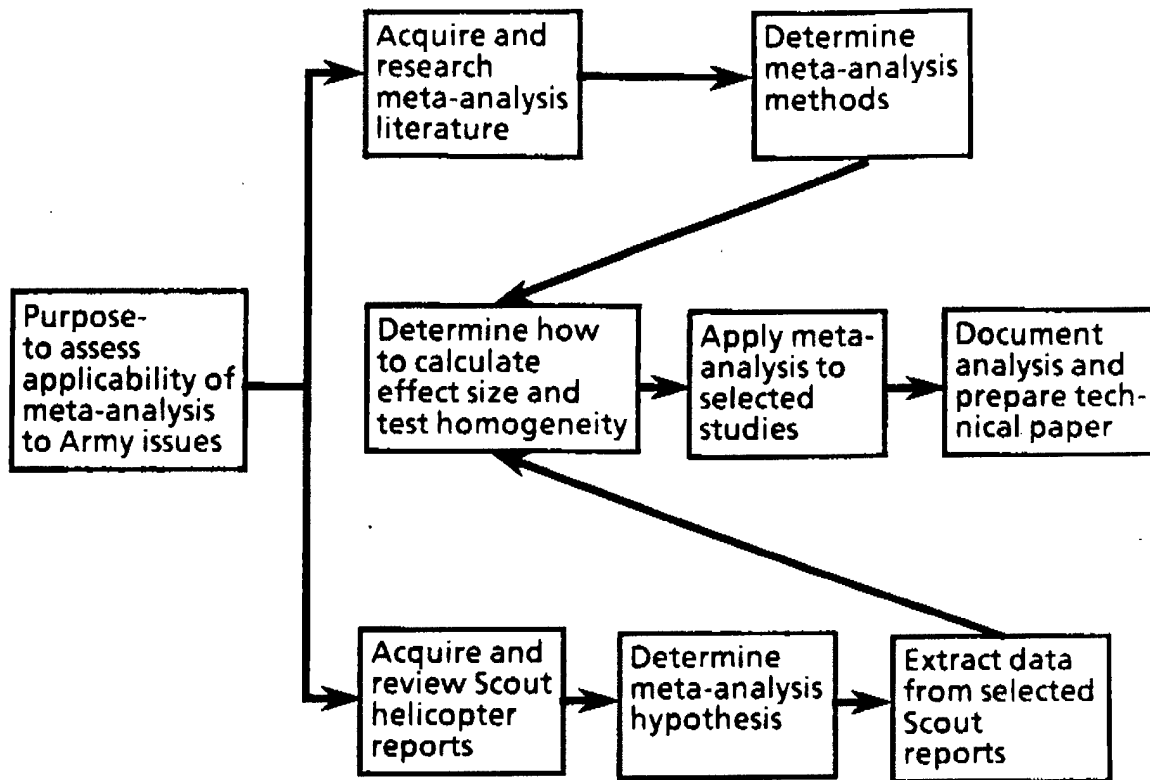 Purpose-
to assess
applicability of
meta-analysis
to Army issues
Acquire and
research
meta-analysis
literature
Determine
meta-analysis
methods
Determine how
to calculate
effect size and
test homogeneity
Apply meta-
analysis to
selected
studies
Document
analysis and
prepare tech-
nical paper
Acquire and
review Scout
helicopter
reports
Determine
meta-analysis
hypothesis
Extract data
from selected
Scout
reports